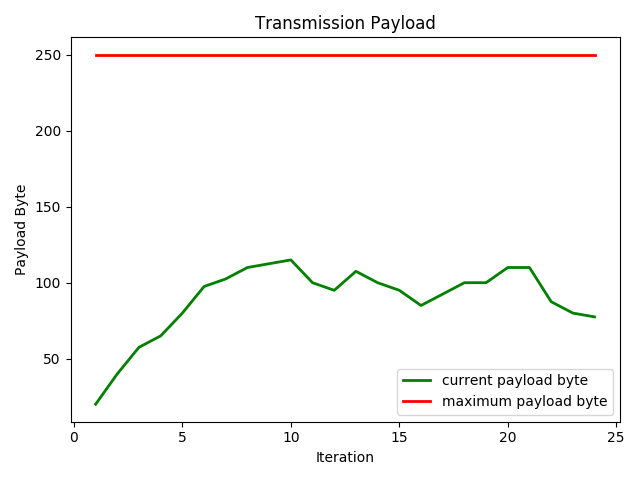 Transmission Payload
250
200
150
100
50
Payload Byte
current payload byte
maximum payload byte
0 5 10 15 20 25
Iteration